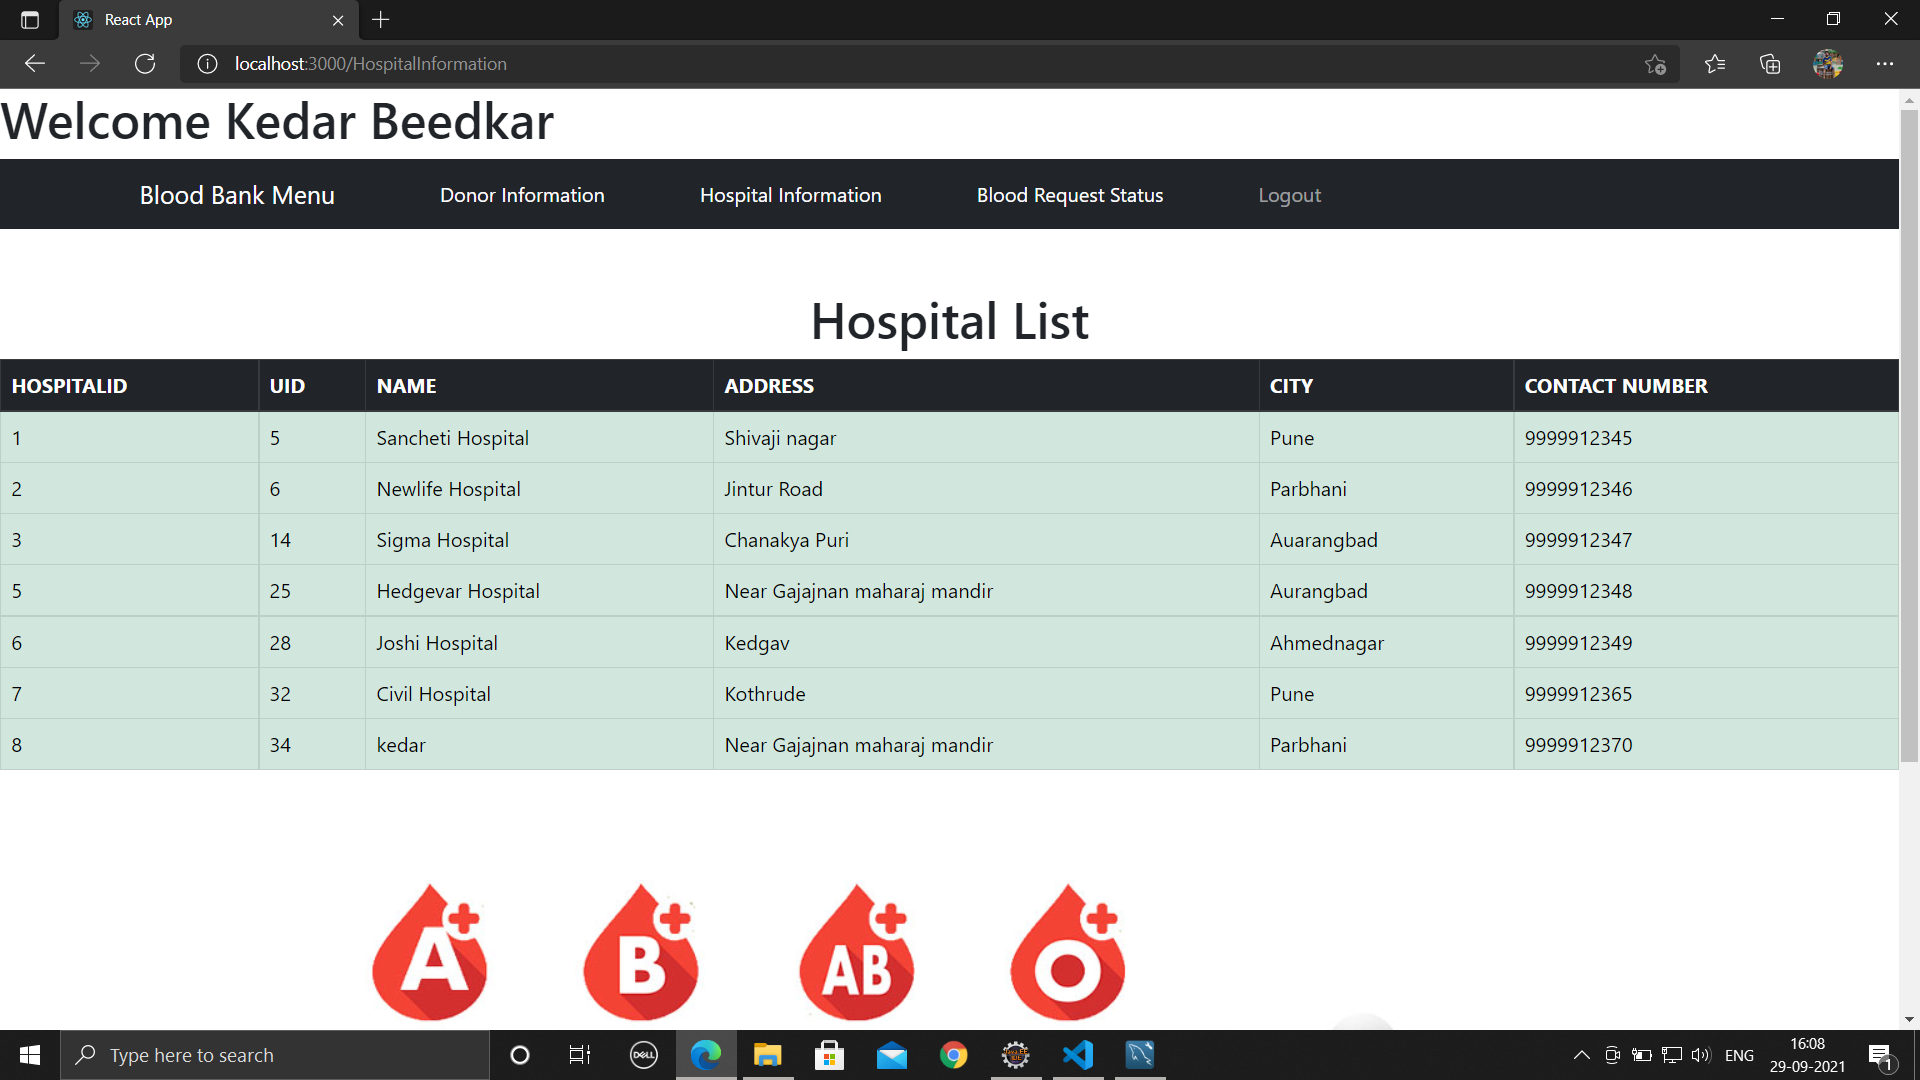 React App
localhost:3000/HospitalInformation
Welcome Kedar Beedkar
Blood Bank Menu Donor Information Hospital Information Blood Request Status Logout
Hospital List
HOSPITALID UID NAME ADDRESS CITY CONTACT NUMBER
1 5 Sancheti Hospital Shivaji nagar Pune 9999912345
2 6 Newlife Hospital Jintur Road Parbhani 9999912346
3 14 Sigma Hospital Chanakya Puri Auarangbad 9999912347
5 25 Hedgevar Hospital Near Gajajnan maharaj mandir Aurangbad 9999912348
6 28 Joshi Hospital Kedgav Ahmednagar 9999912349
7 32 Civil Hospital Kothrude Pune 9999912365
8 34 kedar Near Gajajnan maharaj mandir Parbhani 9999912370
A+ B+ AB+ O+
Type here to search DELL ENG 16:08
29-09-2021 1